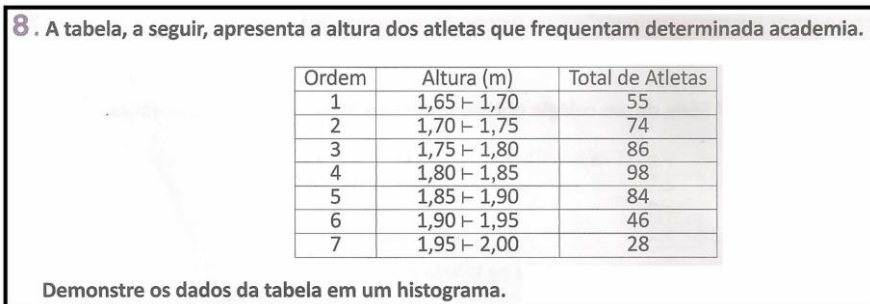 8. A tabela, a seguir, apresenta a altura dos atletas que frequentam determinada academia.
Ordem Altura (m) Total de Atletas
1 1,65 ⊢ 1,70 55
2 1,70 ⊢ 1,75 74
3 1,75 ⊢ 1,80 86
4 1,80 ⊢ 1,85 98
5 1,85 ⊢ 1,90 84
6 1,90 ⊢ 1,95 46
7 1,95 ⊢ 2,00 28
Demonstre os dados da tabela em um histograma.